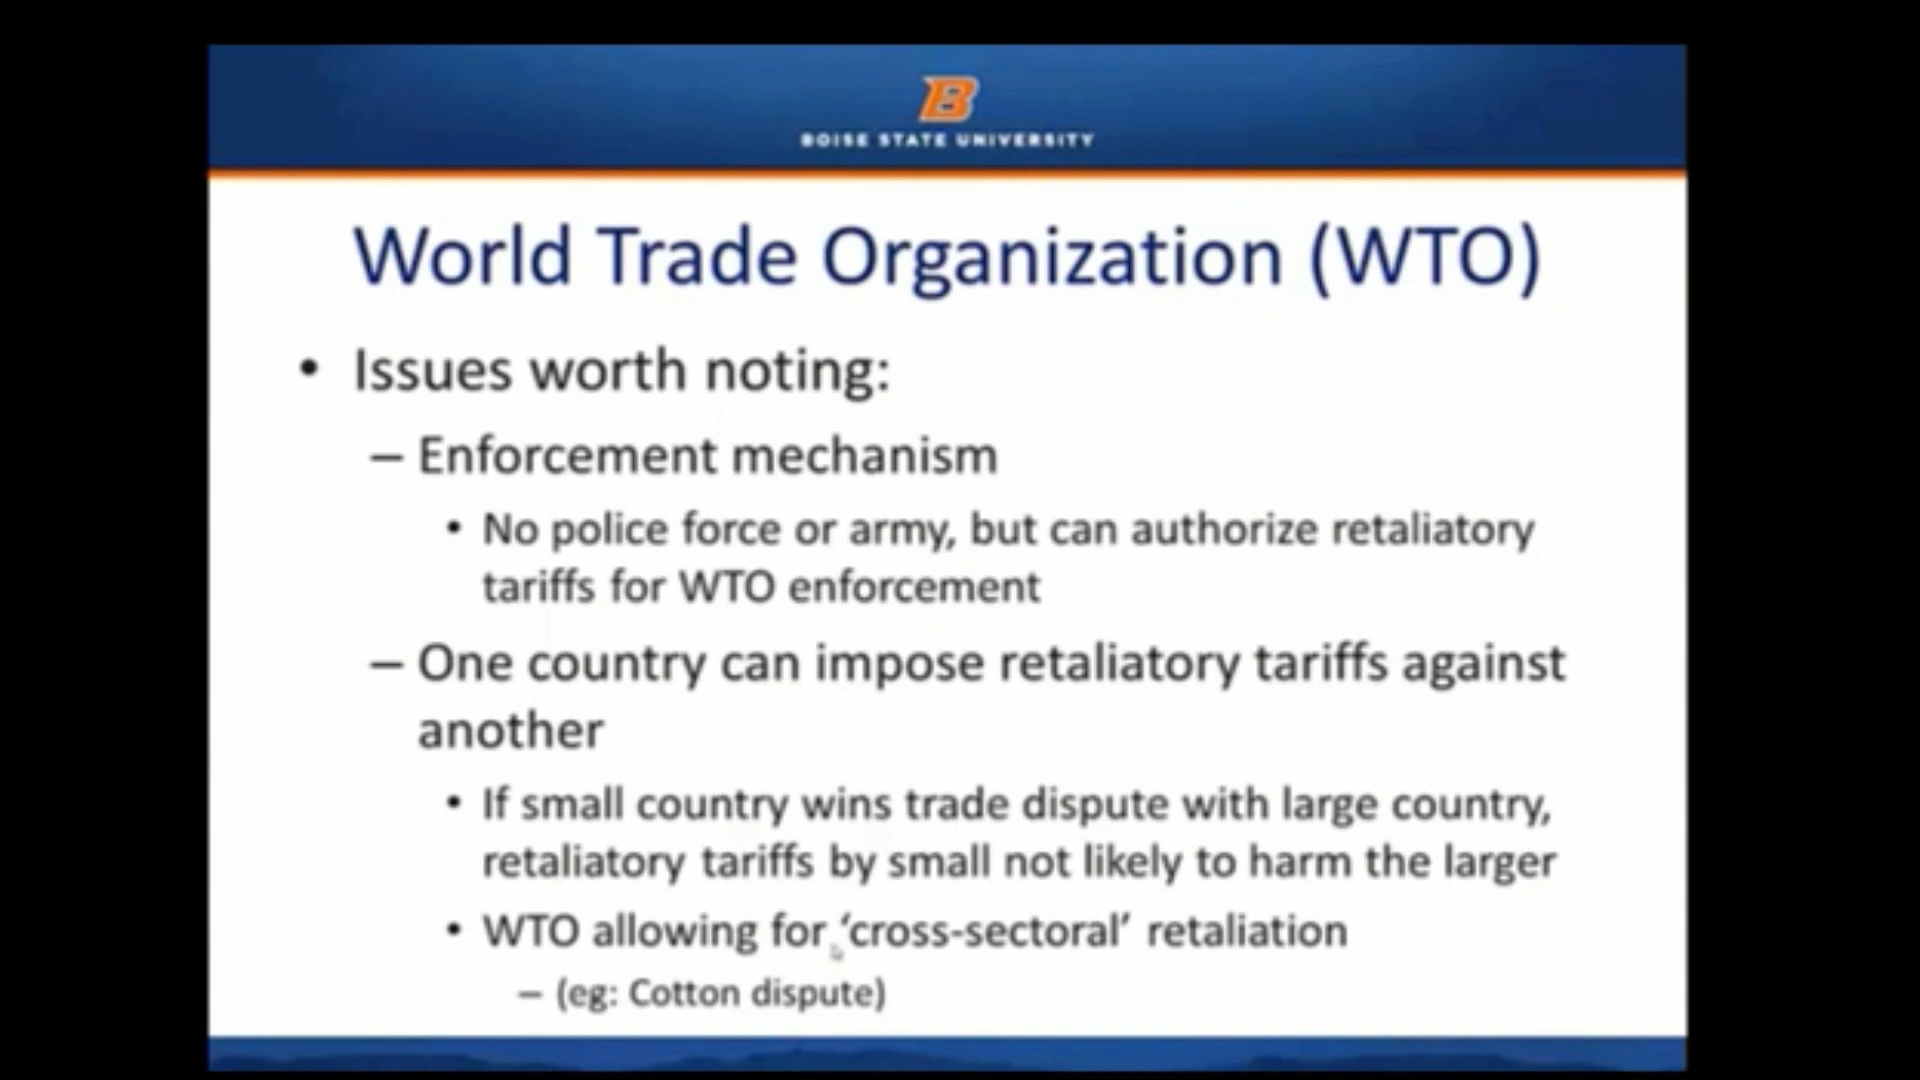 B
BOISE STATE UNIVERSITY
World Trade Organization (WTO)
• Issues worth noting:
– Enforcement mechanism
• No police force or army, but can authorize retaliatory
tariffs for WTO enforcement
– One country can impose retaliatory tariffs against
another
• If small country wins trade dispute with large country,
retaliatory tariffs by small not likely to harm the larger
• WTO allowing for ‘cross-sectoral’ retaliation
– (eg: Cotton dispute)